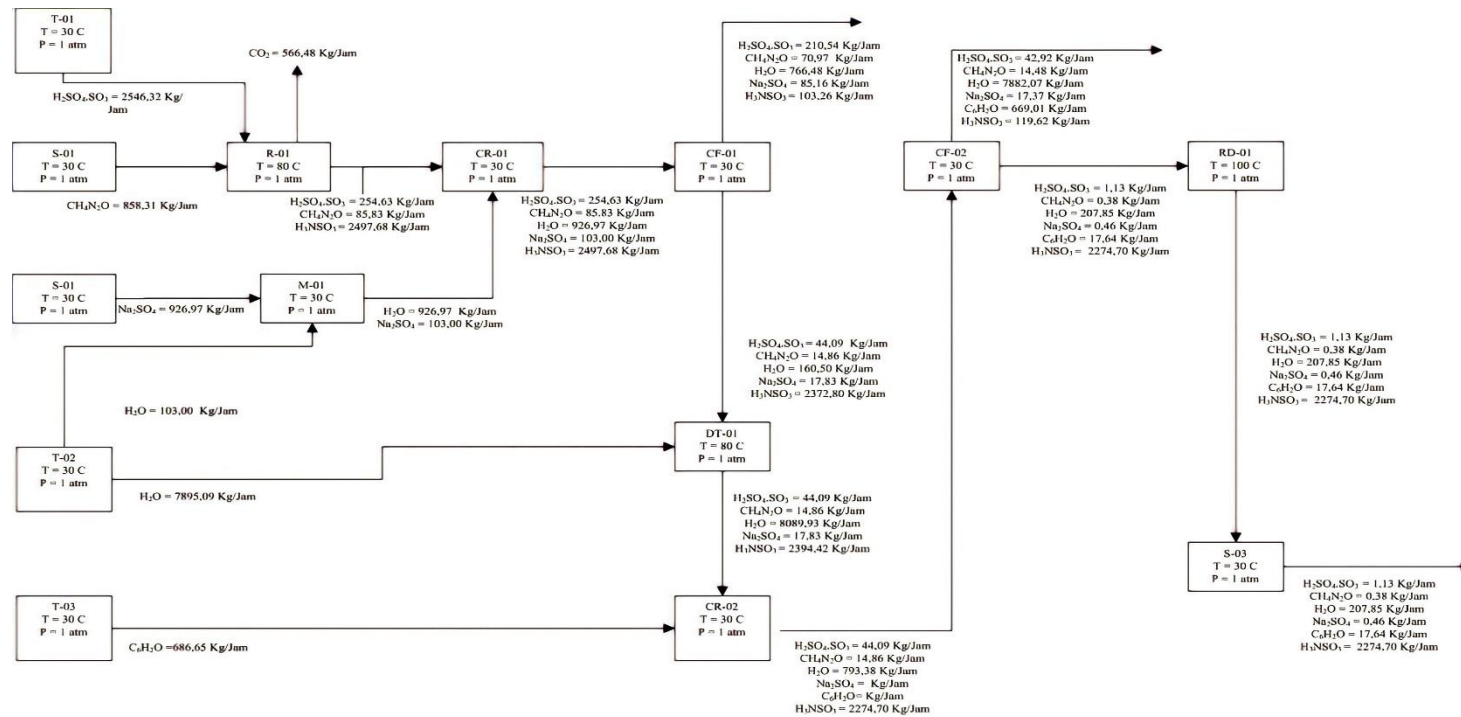 T-01
T = 30 C
P = 1 atm
H₂SO₄.SO₃ = 2546,32 Kg/
Jam
CO₂ = 566,48 Kg/Jam
S-01
T = 30 C
P = 1 atm
CH₄N₂O = 858,31 Kg/Jam
R-01
T = 80 C
P = 1 atm
H₂SO₄.SO₃ = 254,63 Kg/Jam
CH₄N₂O = 85,83 Kg/Jam
H₃NSO₃ = 2497,68 Kg/Jam
CR-01
T = 30 C
P = 1 atm
H₂SO₄.SO₃ = 254,63 Kg/Jam
CH₄N₂O = 85,83 Kg/Jam
H₂O = 926,97 Kg/Jam
Na₂SO₄ = 103,00 Kg/Jam
H₃NSO₃ = 2497,68 Kg/Jam
CF-01
T = 30 C
P = 1 atm
H₂SO₄.SO₃ = 210,54 Kg/Jam
CH₄N₂O = 70,97 Kg/Jam
H₂O = 766,48 Kg/Jam
Na₂SO₄ = 85,16 Kg/Jam
H₃NSO₃ = 103,26 Kg/Jam
CF-02
T = 30 C
P = 1 atm
H₂SO₄.SO₃ = 42,92 Kg/Jam
CH₄N₂O = 14,48 Kg/Jam
H₂O = 7882,07 Kg/Jam
Na₂SO₄ = 17,37 Kg/Jam
C₆H₂O = 669,01 Kg/Jam
H₃NSO₃ = 119,62 Kg/Jam
H₂SO₄.SO₃ = 1,13 Kg/Jam
CH₄N₂O = 0,38 Kg/Jam
H₂O = 207,85 Kg/Jam
Na₂SO₄ = 0,46 Kg/Jam
C₆H₂O = 17,64 Kg/Jam
H₃NSO₃ = 2274,70 Kg/Jam
RD-01
T = 100 C
P = 1 atm
S-01
T = 30 C
P = 1 atm
Na₂SO₄ = 926,97 Kg/Jam
M-01
T = 30 C
P = 1 atm
H₂O = 926,97 Kg/Jam
Na₂SO₄ = 103,00 Kg/Jam
H₂O = 103,00 Kg/Jam
H₂SO₄.SO₃ = 44,09 Kg/Jam
CH₄N₂O = 14,86 Kg/Jam
H₂O = 160,50 Kg/Jam
Na₂SO₄ = 17,83 Kg/Jam
H₃NSO₃ = 2372,80 Kg/Jam
H₂SO₄.SO₃ = 1,13 Kg/Jam
CH₄N₂O = 0,38 Kg/Jam
H₂O = 207,85 Kg/Jam
Na₂SO₄ = 0,46 Kg/Jam
C₆H₂O = 17,64 Kg/Jam
H₃NSO₃ = 2274,70 Kg/Jam
T-02
T = 30 C
P = 1 atm
H₂O = 7895,09 Kg/Jam
DT-01
T = 80 C
P = 1 atm
H₂SO₄.SO₃ = 44,09 Kg/Jam
CH₄N₂O = 14,86 Kg/Jam
H₂O = 8089,93 Kg/Jam
Na₂SO₄ = 17,83 Kg/Jam
H₃NSO₃ = 2394,42 Kg/Jam
S-03
T = 30 C
P = 1 atm
H₂SO₄.SO₃ = 1,13 Kg/Jam
CH₄N₂O = 0,38 Kg/Jam
H₂O = 207,85 Kg/Jam
Na₂SO₄ = 0,46 Kg/Jam
C₆H₂O = 17,64 Kg/Jam
H₃NSO₃ = 2274,70 Kg/Jam
T-03
T = 30 C
P = 1 atm
C₆H₂O =686,65 Kg/Jam
CR-02
T = 30 C
P = 1 atm
H₂SO₄.SO₃ = 44,09 Kg/Jam
CH₄N₂O = 14,86 Kg/Jam
H₂O = 793,38 Kg/Jam
Na₂SO₄ = Kg/Jam
C₆H₂O= Kg/Jam
H₃NSO₃ = 2274,70 Kg/Jam